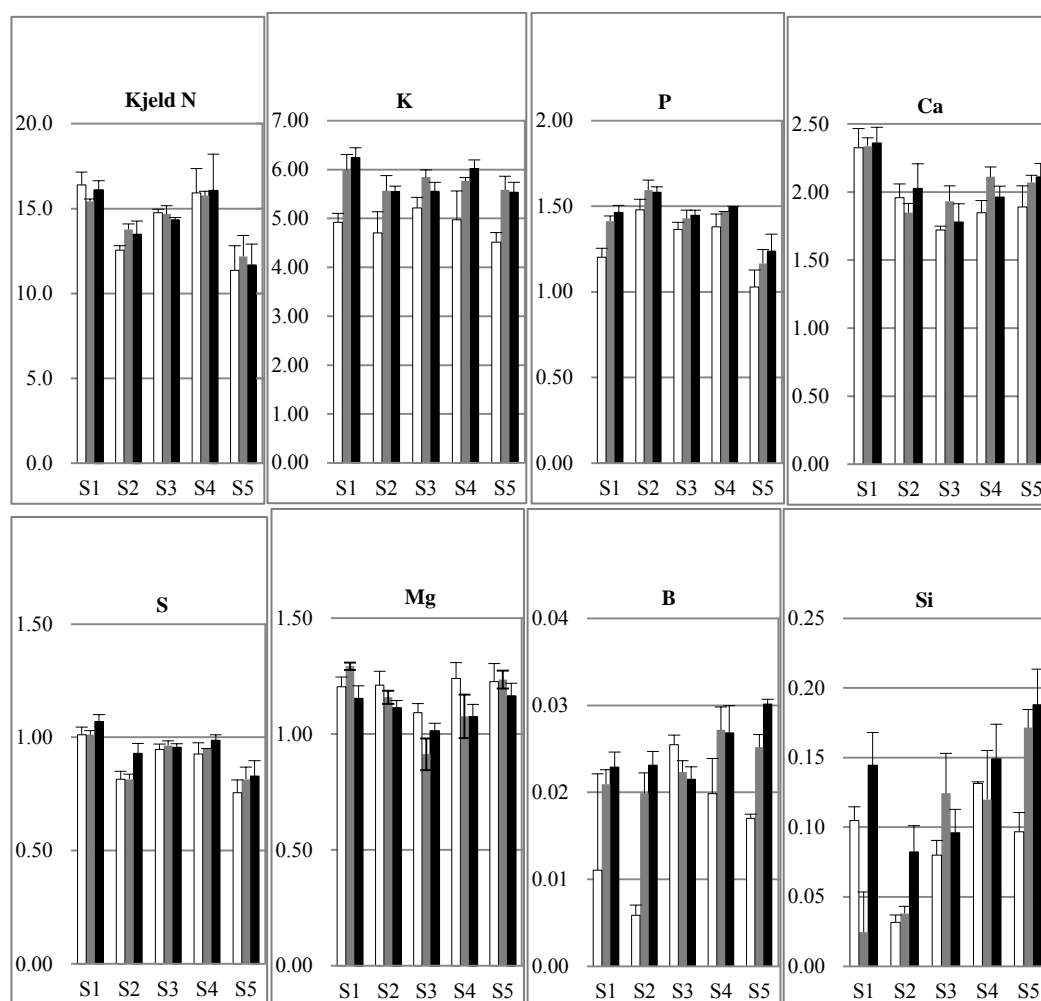 Kjeld N
20.0
15.0
10.0
5.0
0.0
S1 S2 S3 S4 S5
K
7.00
6.00
5.00
4.00
3.00
2.00
1.00
0.00
S1 S2 S3 S4 S5
P
2.00
1.50
1.00
0.50
0.00
S1 S2 S3 S4 S5
Ca
2.50
2.00
1.50
1.00
0.50
0.00
S1 S2 S3 S4 S5
S
1.50
1.00
0.50
0.00
S1 S2 S3 S4 S5
Mg
1.50
1.00
0.50
0.00
S1 S2 S3 S4 S5
B
0.04
0.03
0.02
0.01
0.00
S1 S2 S3 S4 S5
Si
0.25
0.20
0.15
0.10
0.05
0.00
S1 S2 S3 S4 S5